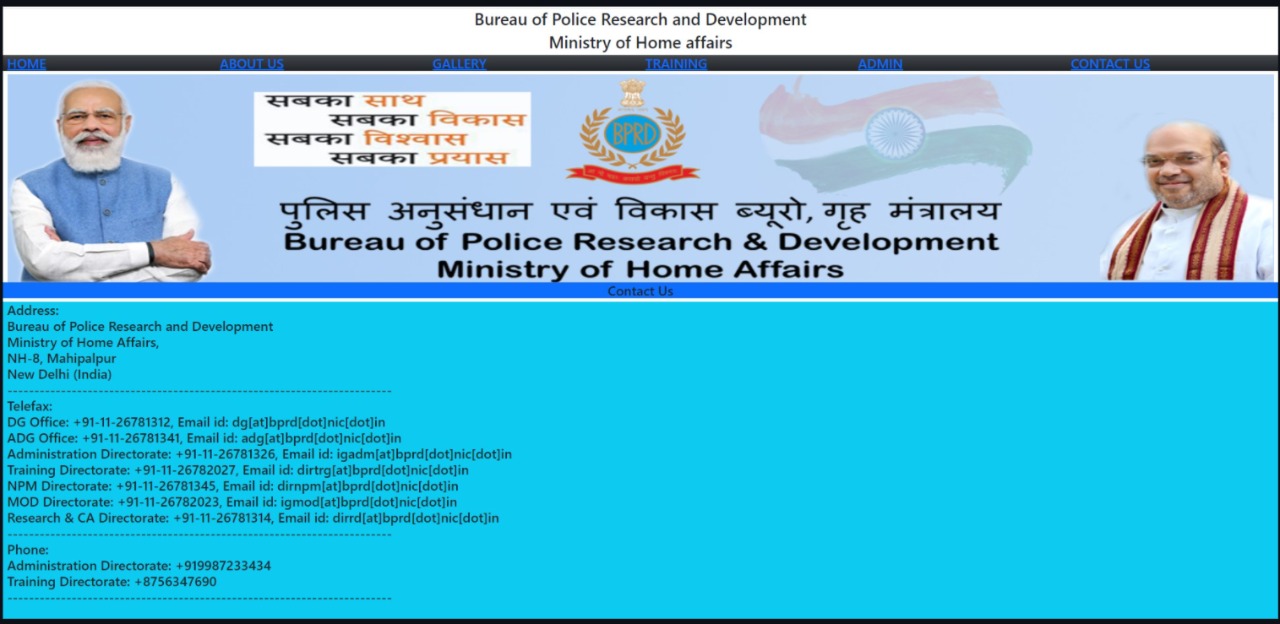 Bureau of Police Research and Development
Ministry of Home affairs
HOME ABOUT US GALLERY TRAINING ADMIN CONTACT US
सबका साथ
सबका विकास
सबका विश्वास
सबका प्रयास
BPRD
पुलिस अनुसंधान एवं विकास ब्यूरो, गृह मंत्रालय
Bureau of Police Research & Development
Ministry of Home Affairs
Contact Us
Address:
Bureau of Police Research and Development
Ministry of Home Affairs,
NH-8, Mahipalpur
New Delhi (India)
------------------------------------------------------------------------
Telefax:
DG Office: +91-11-26781312, Email id: dg[at]bprd[dot]nic[dot]in
ADG Office: +91-11-26781341, Email id: adg[at]bprd[dot]nic[dot]in
Administration Directorate: +91-11-26781326, Email id: igadm[at]bprd[dot]nic[dot]in
Training Directorate: +91-11-26782027, Email id: dirtrg[at]bprd[dot]nic[dot]in
NPM Directorate: +91-11-26781345, Email id: dirnpm[at]bprd[dot]nic[dot]in
MOD Directorate: +91-11-26782023, Email id: igmod[at]bprd[dot]nic[dot]in
Research & CA Directorate: +91-11-26781314, Email id: dirrd[at]bprd[dot]nic[dot]in
------------------------------------------------------------------------
Phone:
Administration Directorate: +919987233434
Training Directorate: +8756347690
------------------------------------------------------------------------